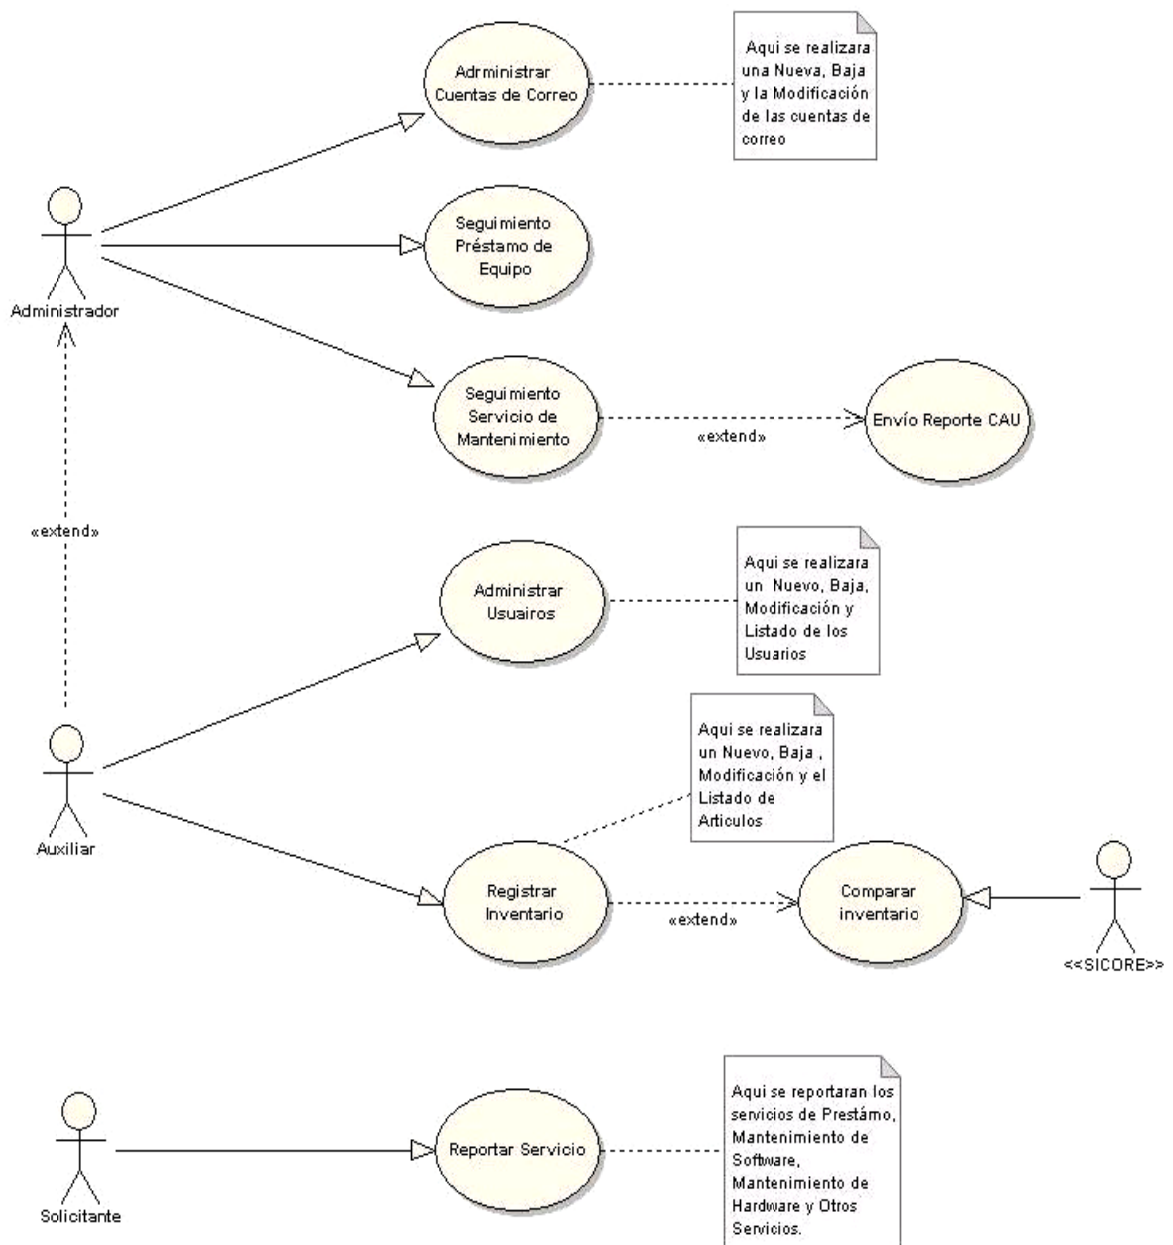 Adrministrar
Cuentas de Correo
Aqui se realizara
una Nueva, Baja
y la Modificación
de las cuentas de
correo
Seguimiento
Préstamo de
Equipo
Administrador
Seguimiento
Servicio de
Mantenimiento
«extend»
Envío Reporte CAU
«extend»
Administrar
Usuairos
Aqui se realizara
un Nuevo, Baja,
Modificación y
Listado de los
Usuarios
Aqui se realizara
un Nuevo, Baja ,
Modificación y el
Listado de
Articulos
Auxiliar
Registrar
Inventario
«extend»
Comparar
inventario
<<SICORE>>
Solicitante
Reportar Servicio
Aqui se reportaran los
servicios de Prestámo,
Mantenimiento de
Software,
Mantenimiento de
Hardware y Otros
Servicios.